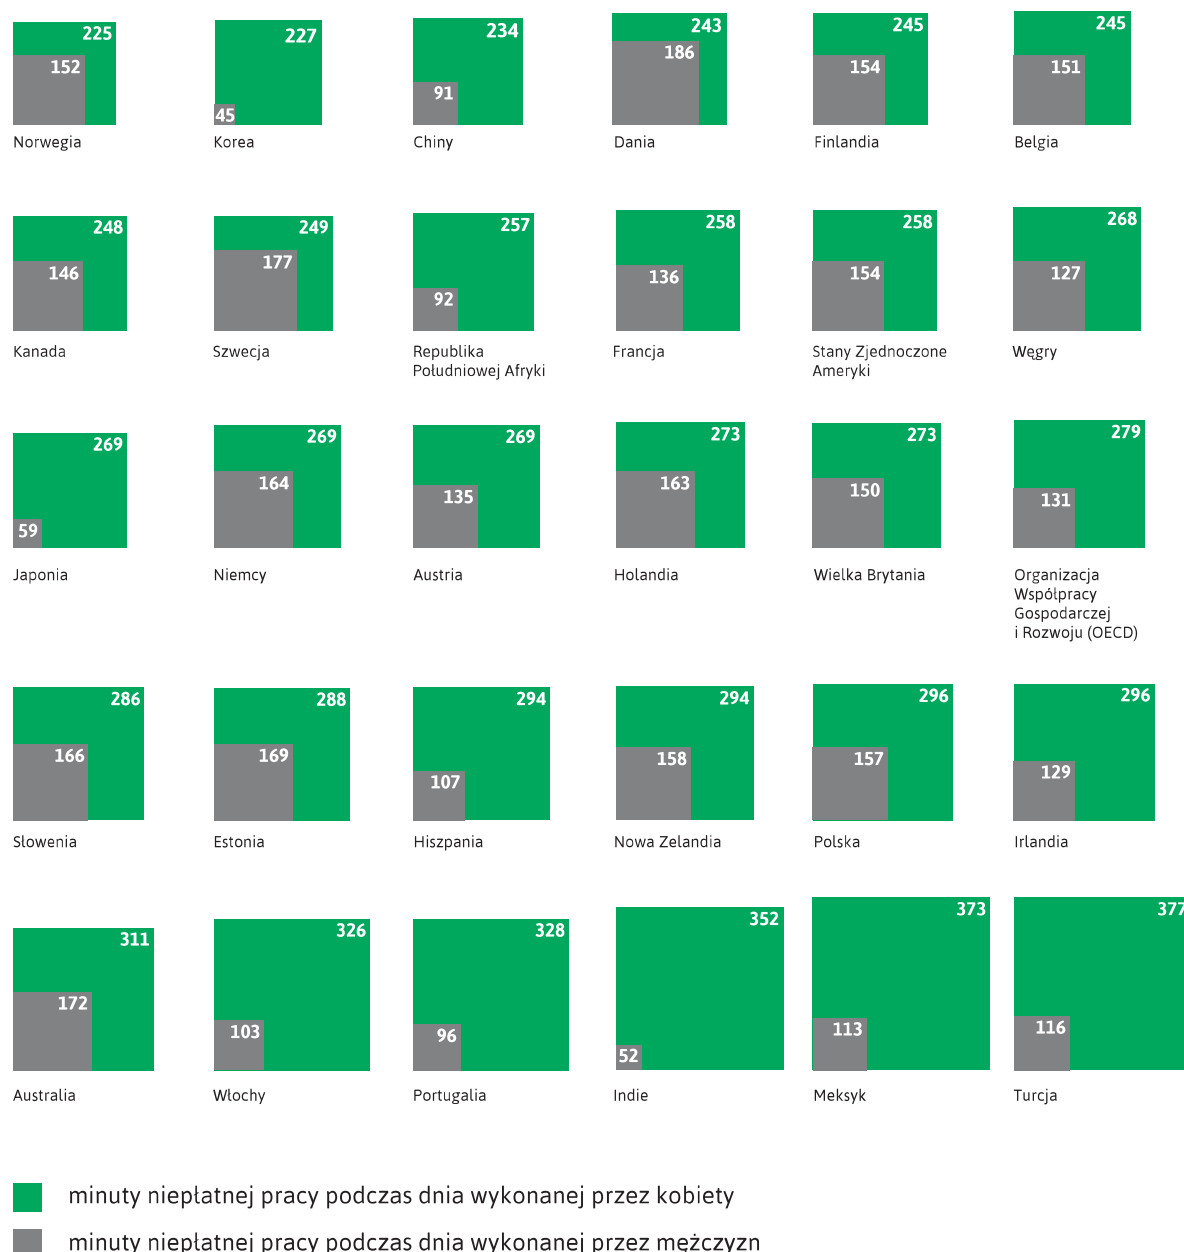 225
152
Norwegia
227
45
Korea
234
91
Chiny
243
186
Dania
245
154
Finlandia
245
151
Belgia
248
146
Kanada
249
177
Szwecja
257
92
Republika
Południowej Afryki
258
136
Francja
258
154
Stany Zjednoczone
Ameryki
268
127
Węgry
269
59
Japonia
269
164
Niemcy
269
135
Austria
273
163
Holandia
273
150
Wielka Brytania
279
131
Organizacja
Współpracy
Gospodarczej
i Rozwoju (OECD)
286
166
Słowenia
288
169
Estonia
294
107
Hiszpania
294
158
Nowa Zelandia
296
157
Polska
296
129
Irlandia
311
172
Australia
326
103
Włochy
328
96
Portugalia
352
52
Indie
373
113
Meksyk
377
116
Turcja
minuty niepłatnej pracy podczas dnia wykonanej przez kobiety
minuty niepłatnej pracy podczas dnia wykonanej przez mężczyzn